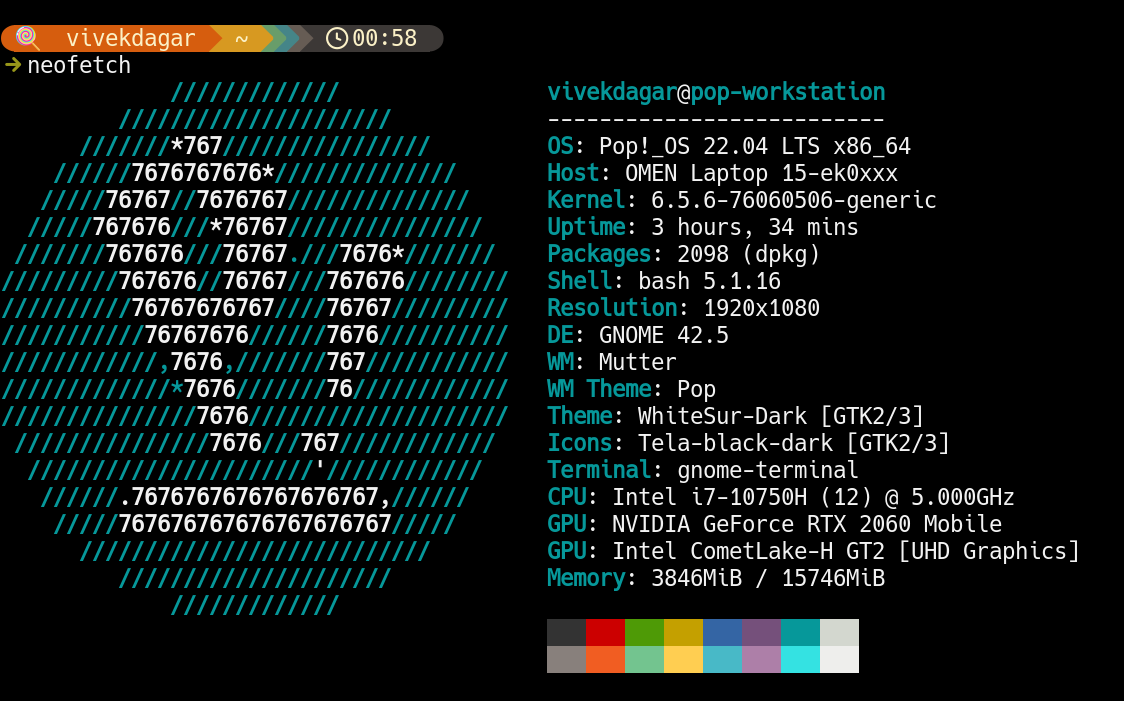 vivekdagar ~ 00:58
neofetch
/////////////
/////////////////////
///////*767////////////////
//////7676767676*//////////////
/////76767//7676767//////////////
/////767676///*76767///////////////
///////767676///76767.///7676*///////
/////////767676//76767///767676////////
//////////76767676767////76767/////////
///////////76767676//////7676//////////
////////////,7676,///////767///////////
/////////////*7676///////76////////////
///////////////7676////////////////////
///////////////7676///767////////////
//////////////////////'////////////
//////.7676767676767676767,//////
/////767676767676767676767/////
///////////////////////////
/////////////////////
/////////////
vivekdagar@pop-workstation
--------------------------
OS: Pop!_OS 22.04 LTS x86_64
Host: OMEN Laptop 15-ek0xxx
Kernel: 6.5.6-76060506-generic
Uptime: 3 hours, 34 mins
Packages: 2098 (dpkg)
Shell: bash 5.1.16
Resolution: 1920x1080
DE: GNOME 42.5
WM: Mutter
WM Theme: Pop
Theme: WhiteSur-Dark [GTK2/3]
Icons: Tela-black-dark [GTK2/3]
Terminal: gnome-terminal
CPU: Intel i7-10750H (12) @ 5.000GHz
GPU: NVIDIA GeForce RTX 2060 Mobile
GPU: Intel CometLake-H GT2 [UHD Graphics]
Memory: 3846MiB / 15746MiB